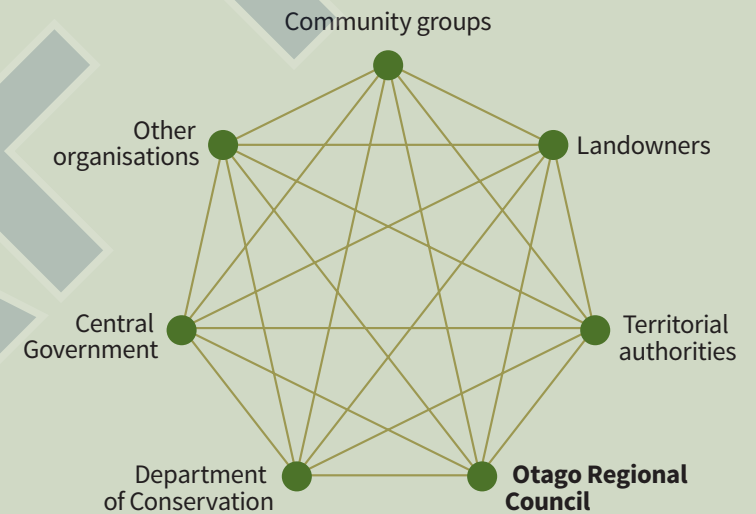 Community groups
Other
organisations
Landowners
Central
Government
Territorial
authorities
Department
of Conservation
Otago Regional
Council